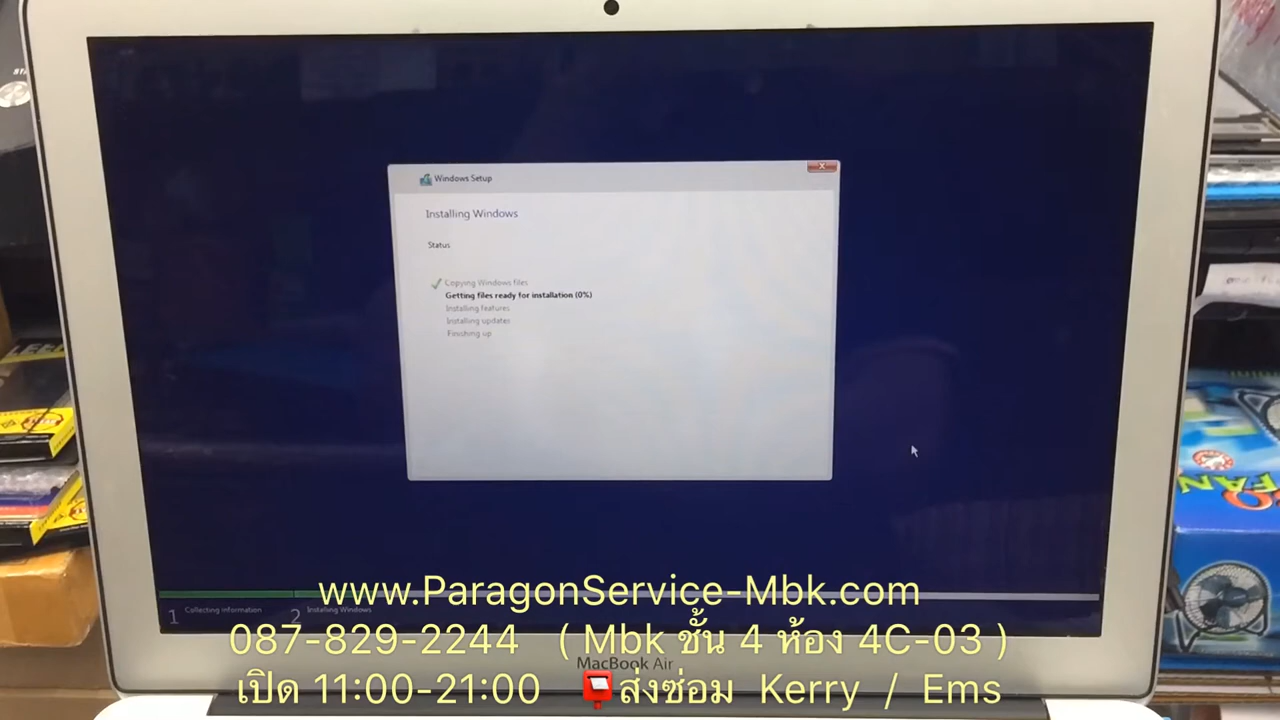 Windows Setup
Installing Windows
Status
Copying Windows files
Getting files ready for installation (0%)
Installing features
Installing updates
Finishing up
1 Collecting information 2 Installing Windows
www.ParagonService-Mbk.com
087-829-2244 ( Mbk ชั้น 4 ห้อง 4C-03 )
MacBook Air
เปิด 11:00-21:00 📮ส่งซ่อม Kerry / Ems
FAN